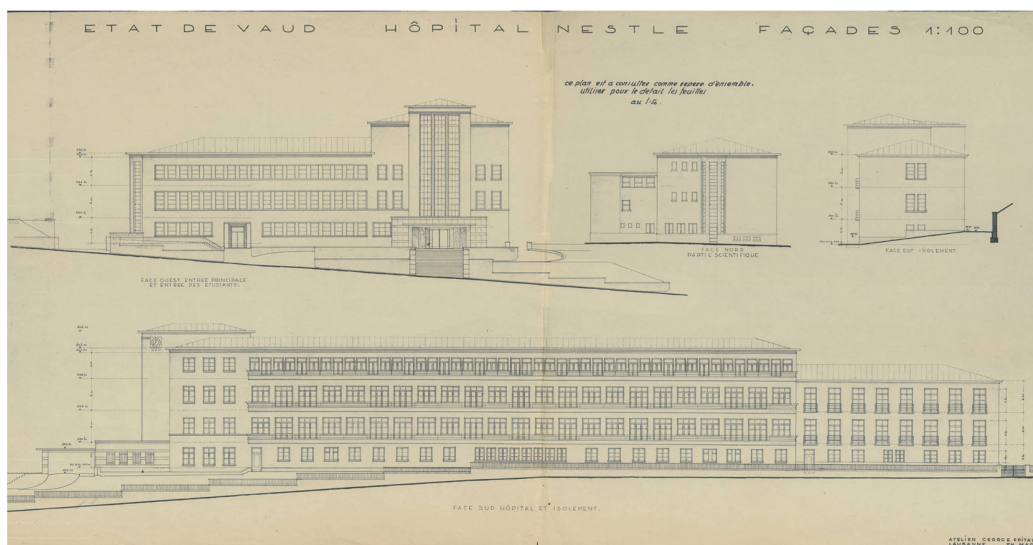 ETAT DE VAUD HÔPITAL NESTLE FAÇADES 1:100
ce plan est a consulter comme repere d'ensemble.
utiliser pour le detail les feuilles
au 1:50.
FACE OUEST ENTREE PRINCIPALE
ET ENTREE DES ETUDIANTS.
FACE NORD
PARTIE SCIENTIFIQUE
FACE EST ISOLEMENT
FACE SUD HÔPITAL ET ISOLEMENT.
ATELIER GEORGE
LAUSANNE